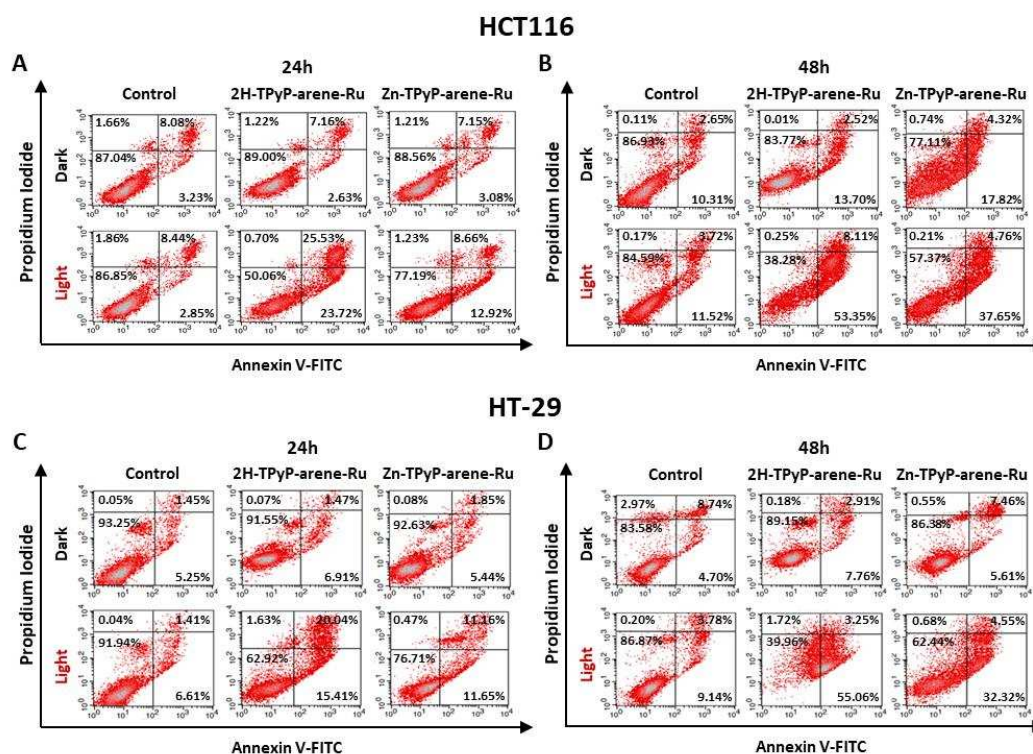 HCT116
A
24h
Control 2H-TPyP-arene-Ru Zn-TPyP-arene-Ru
Propidium Iodide
Dark
1.66% 8.08% 1.22% 7.16% 1.21% 7.15%
87.04% 89.00% 88.56%
3.23% 2.63% 3.08%
Light
1.86% 8.44% 0.70% 25.53% 1.23% 8.66%
86.85% 50.06% 77.19%
2.85% 23.72% 12.92%
Annexin V-FITC
B
48h
Control 2H-TPyP-arene-Ru Zn-TPyP-arene-Ru
Propidium Iodide
Dark
0.11% 2.65% 0.01% 2.52% 0.74% 4.32%
86.93% 83.77% 77.11%
10.31% 13.70% 17.82%
Light
0.17% 3.72% 0.25% 8.11% 0.21% 4.76%
84.59% 38.28% 57.37%
11.52% 53.35% 37.65%
Annexin V-FITC
HT-29
C
24h
Control 2H-TPyP-arene-Ru Zn-TPyP-arene-Ru
Propidium Iodide
Dark
0.05% 1.45% 0.07% 1.47% 0.08% 1.85%
93.25% 91.55% 92.63%
5.25% 6.91% 5.44%
Light
0.04% 1.41% 1.63% 20.04% 0.47% 11.16%
91.94% 62.92% 76.71%
6.61% 15.41% 11.65%
Annexin V-FITC
D
48h
Control 2H-TPyP-arene-Ru Zn-TPyP-arene-Ru
Propidium Iodide
Dark
2.97% 8.74% 0.18% 2.91% 0.55% 7.46%
83.58% 89.15% 86.38%
4.70% 7.76% 5.61%
Light
0.20% 3.78% 1.72% 3.25% 0.68% 4.55%
86.87% 39.96% 62.44%
9.14% 55.06% 32.32%
Annexin V-FITC